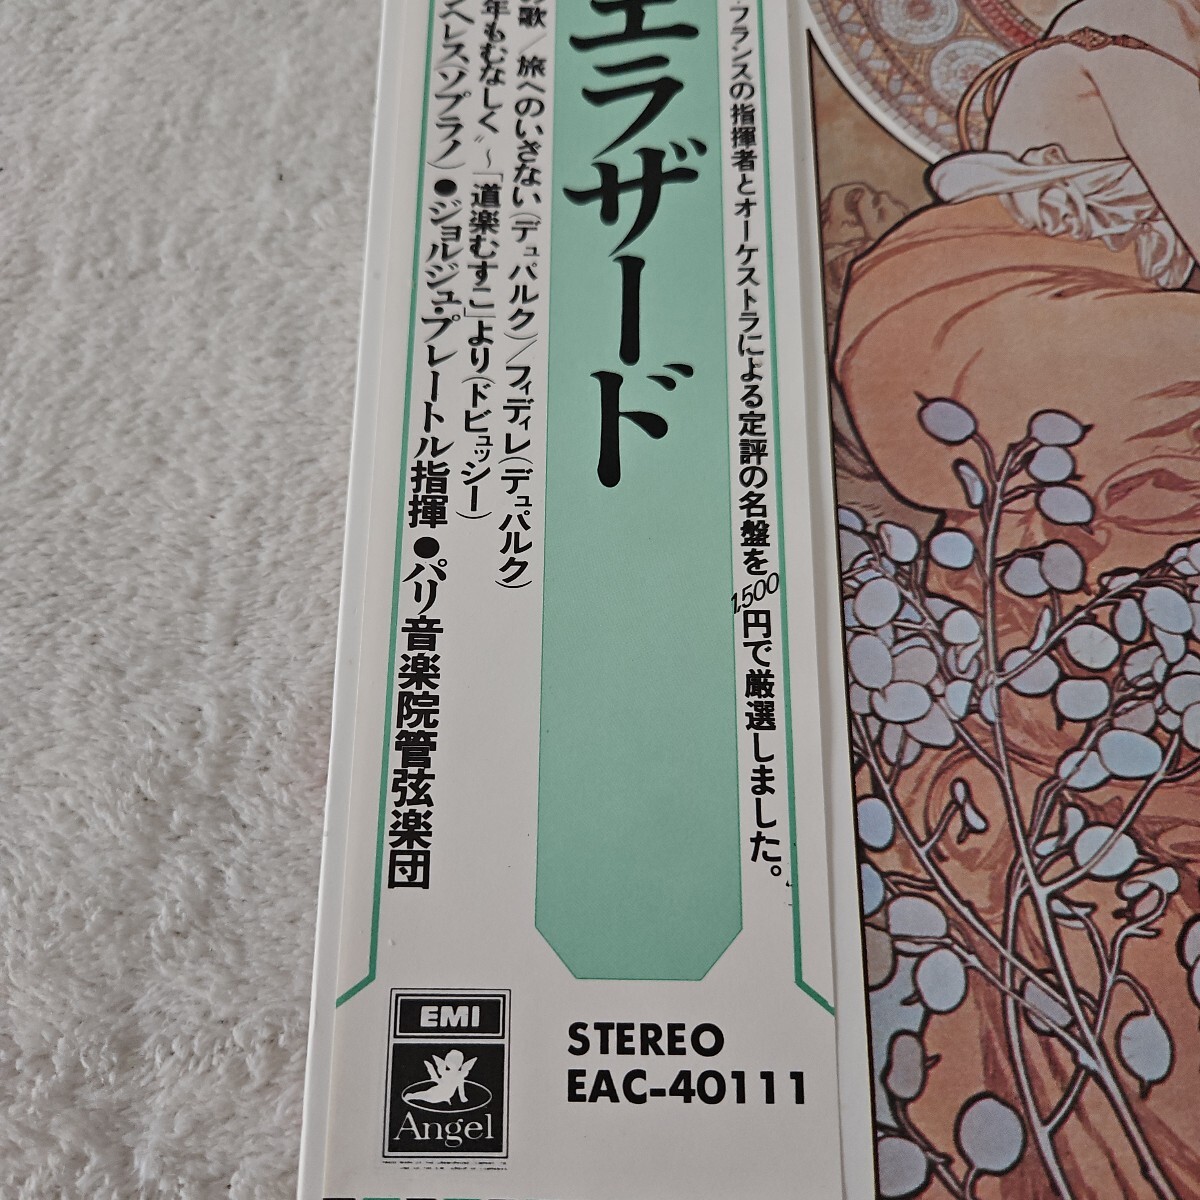 ・フランスの指揮者とオーケストラによる定評の名盤を1,500円で厳選しました。
エラザード
歌／旅へのいざない(デュパルク)／フィディレ(デュパルク)
年もむなしく〟～「道楽むすこ」より(ドビュッシー)
ヘレス(ソプラノ)●ジョルジュ・プレートル指揮●パリ音楽院管弦楽団
EMI
Angel
STEREO
EAC-40111